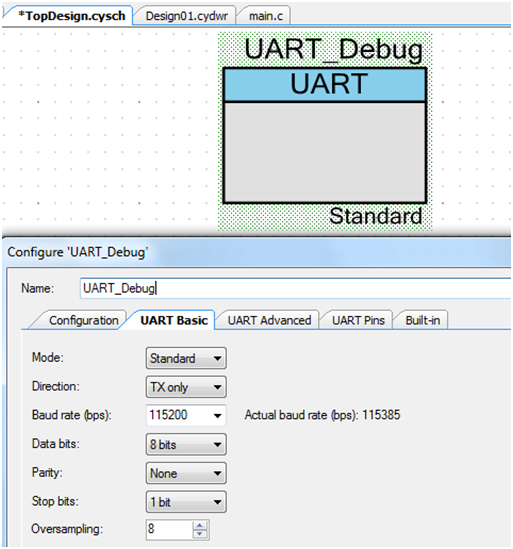 *TopDesign.cysch Design01.cydwr main.c
UART_Debug
UART
Standard
Configure 'UART_Debug'
Name: UART_Debug
Configuration UART Basic UART Advanced UART Pins Built-in
Mode: Standard
Direction: TX only
Baud rate (bps): 115200 Actual baud rate (bps): 115385
Data bits: 8 bits
Parity: None
Stop bits: 1 bit
Oversampling: 8